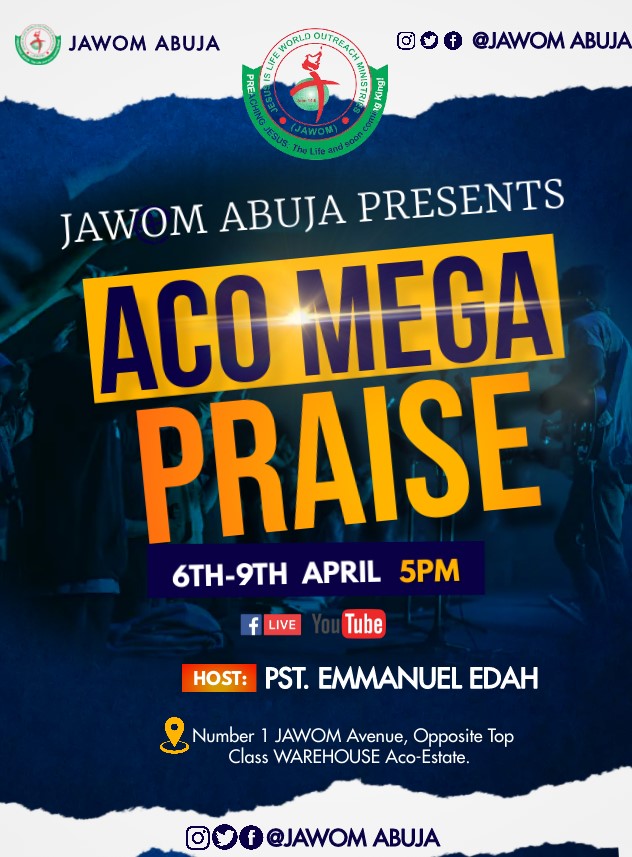 JAWOM ABUJA
@JAWOM ABUJA
JESUS IS LIFE WORLD OUTREACH MINISTRIES
(JAWOM)
PREACHING JESUS. The Life and soon coming King!
JAWOM ABUJA PRESENTS
ACO MEGA
PRAISE
6TH-9TH APRIL 5PM
LIVE YouTube
HOST: PST. EMMANUEL EDAH
Number 1 JAWOM Avenue, Opposite Top
Class WAREHOUSE Aco-Estate.
@JAWOM ABUJA